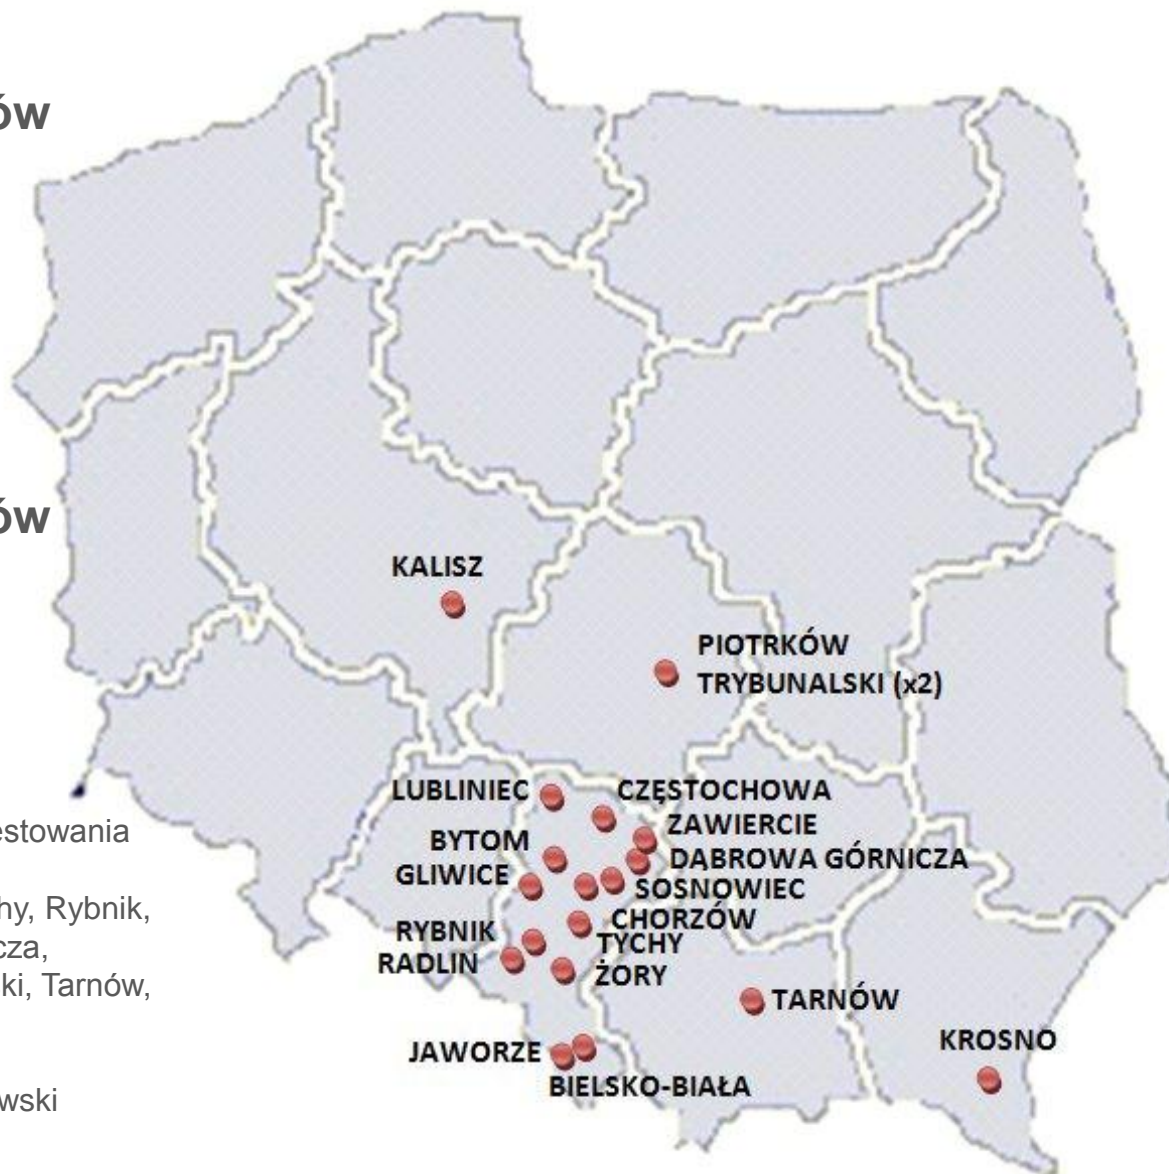 ów
ów
KALISZ
PIOTRKÓW
TRYBUNALSKI (x2)
LUBLINIEC
CZĘSTOCHOWA
ZAWIERCIE
BYTOM
DĄBROWA GÓRNICZA
GLIWICE
SOSNOWIEC
CHORZÓW
RYBNIK
TYCHY
RADLIN
ŻORY
TARNÓW
JAWORZE
KROSNO
BIELSKO-BIAŁA
estowania
hy, Rybnik,
cza,
ki, Tarnów,
wski